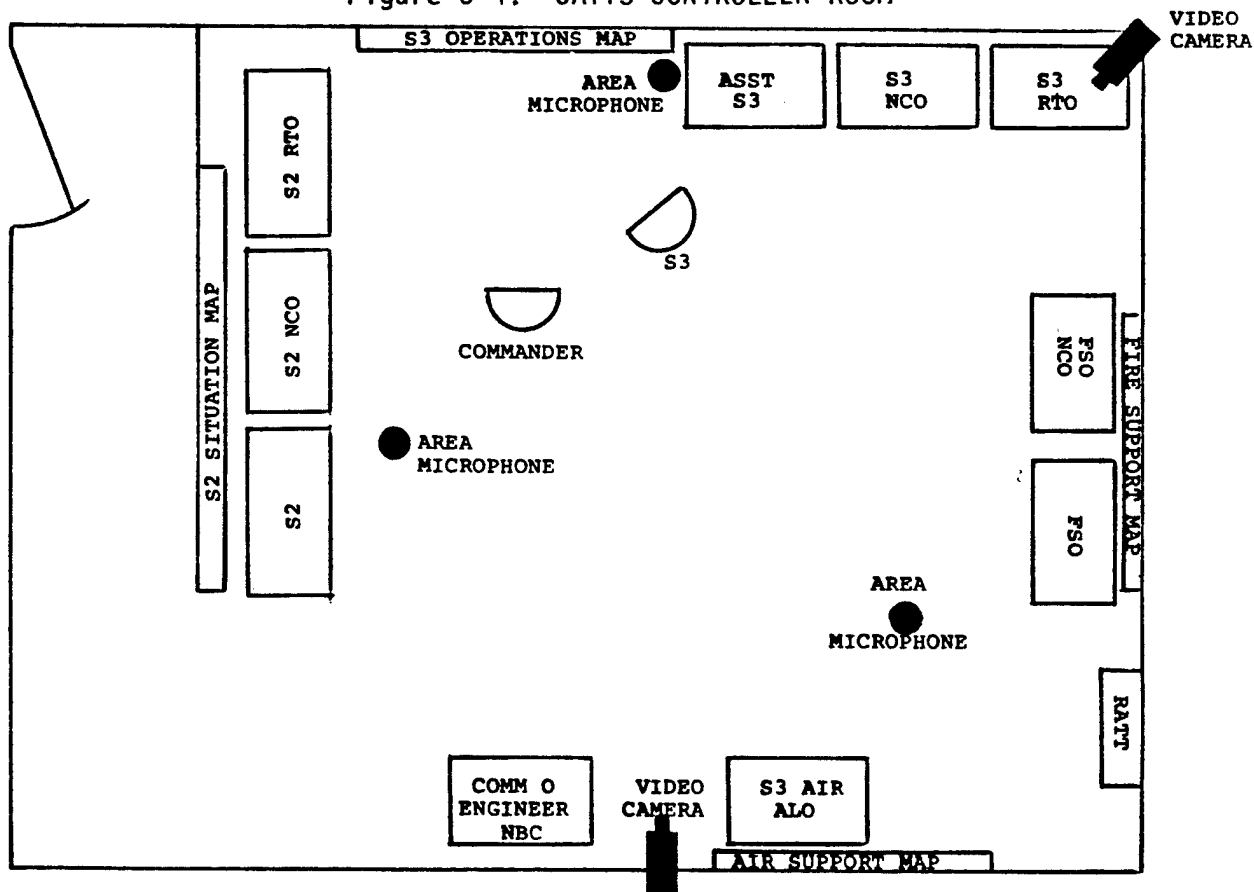 Figure CATTS CONTROLLER ROOM
VIDEO
CAMERA
S3 OPERATIONS MAP
AREA
MICROPHONE
ASST
S3
S3
NCO
S3
RTO
S2 RTO
S3
S2 SITUATION MAP
S2 NCO
COMMANDER
FSO
NCO
FIRE SUPPORT MAP
AREA
MICROPHONE
S2
FSO
AREA
MICROPHONE
RATT
COMM O
ENGINEER
NBC
VIDEO
CAMERA
S3 AIR
ALO
AIR SUPPORT MAP